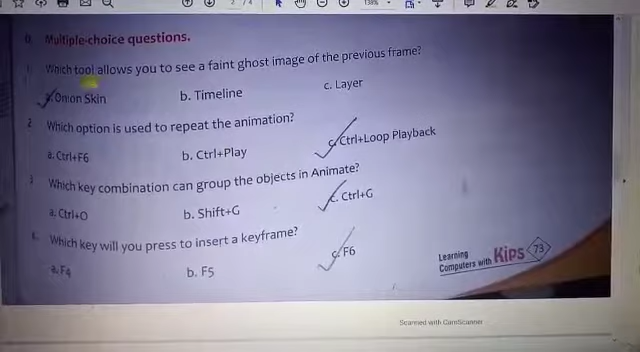 D. Multiple-choice questions.
1. Which tool allows you to see a faint ghost image of the previous frame?
a. Onion Skin b. Timeline c. Layer
2. Which option is used to repeat the animation?
a. Ctrl+F6 b. Ctrl+Play c. Ctrl+Loop Playback
3. Which key combination can group the objects in Animate?
a. Ctrl+O b. Shift+G c. Ctrl+G
4. Which key will you press to insert a keyframe?
a. F4 b. F5 c. F6
Learning
Computers with Kips 73
Scanned with CamScanner